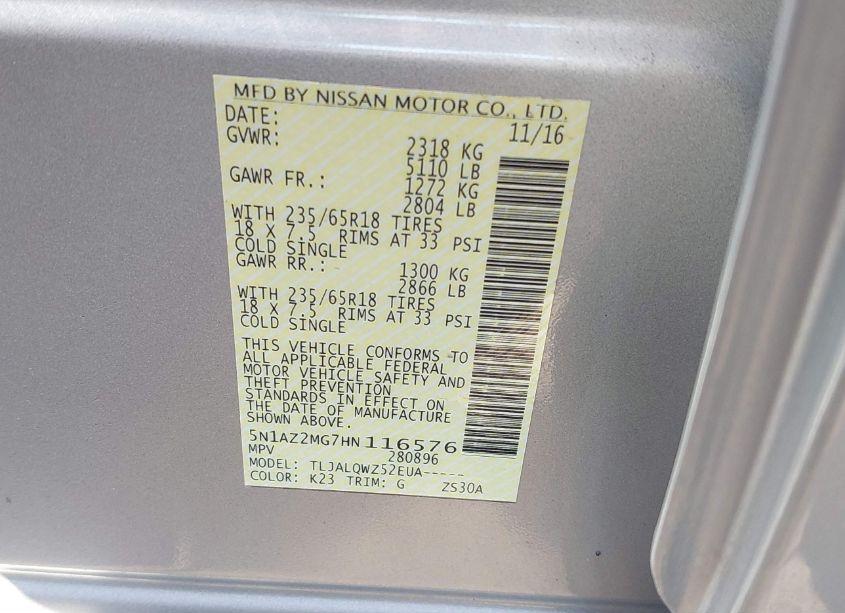 MFD BY NISSAN MOTOR CO., LTD.
DATE: 11/16
GVWR: 2318 KG
5110 LB
GAWR FR.: 1272 KG
2804 LB
WITH 235/65R18 TIRES
18 X 7.5 RIMS AT 33 PSI
COLD SINGLE
GAWR RR.: 1300 KG
2866 LB
WITH 235/65R18 TIRES
18 X 7.5 RIMS AT 33 PSI
COLD SINGLE
THIS VEHICLE CONFORMS TO
ALL APPLICABLE FEDERAL
MOTOR VEHICLE SAFETY AND
THEFT PREVENTION
STANDARDS IN EFFECT ON
THE DATE OF MANUFACTURE
SHOWN ABOVE.
5N1AZ2MG7HN116576
MPV 280896
MODEL: TLJALQWZ52EUA-----
COLOR: K23 TRIM: G ZS30A